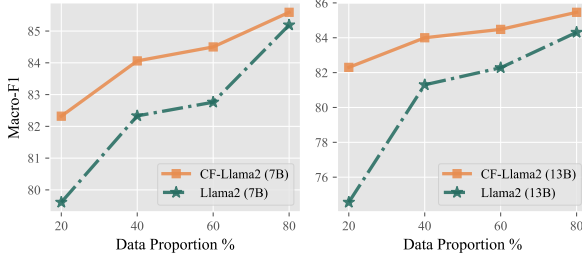 Macro-F1
85
84
83
82
81
80
20
40
60
80
Data Proportion %
CF-Llama2 (7B)
Llama2 (7B)
86
84
82
80
78
76
20
40
60
80
Data Proportion %
CF-Llama2 (13B)
Llama2 (13B)